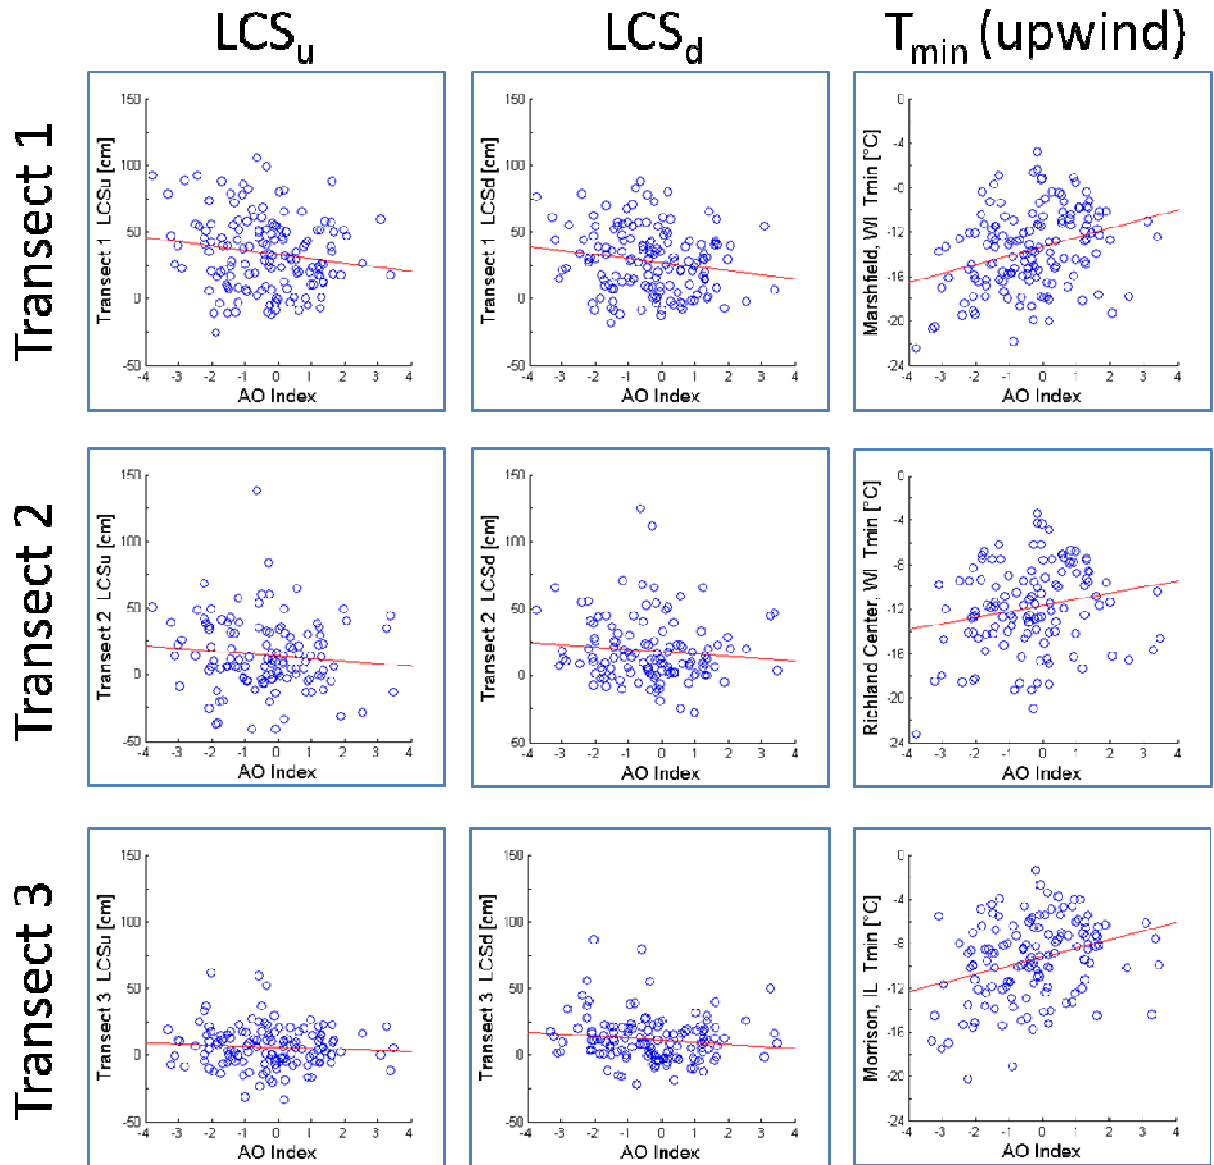 LCSu LCSd Tmin (upwind)
Transect 1
Transect 1 LCSu [cm]
150
100
50
0
-50
-4 -3 -2 -1 0 1 2 3 4
AO Index
Transect 1 LCSd [cm]
150
100
50
0
-50
-4 -3 -2 -1 0 1 2 3 4
AO Index
Marshfield, WI Tmin [°C]
0
-4
-8
-12
-16
-20
-24
-4 -3 -2 -1 0 1 2 3 4
AO Index
Transect 2
Transect 2 LCSu [cm]
150
100
50
0
-50
-4 -3 -2 -1 0 1 2 3 4
AO Index
Transect 2 LCSd [cm]
150
100
50
0
50
-4 -3 -2 -1 0 1 2 3 4
AO Index
Richland Center, WI Tmin [°C]
0
-4
-8
-12
-16
-20
-24
-4 -3 -2 -1 0 1 2 3 4
AO Index
Transect 3
Transect 3 LCSu [cm]
150
100
50
0
-50
-4 -3 -2 -1 0 1 2 3 4
AO Index
Transect 3 LCSd [cm]
150
100
50
0
-50
-4 -3 -2 -1 0 1 2 3 4
AO Index
Morrison, IL Tmin [°C]
0
-4
-8
-12
-16
-20
-24
-4 -3 -2 -1 0 1 2 3 4
AO Index